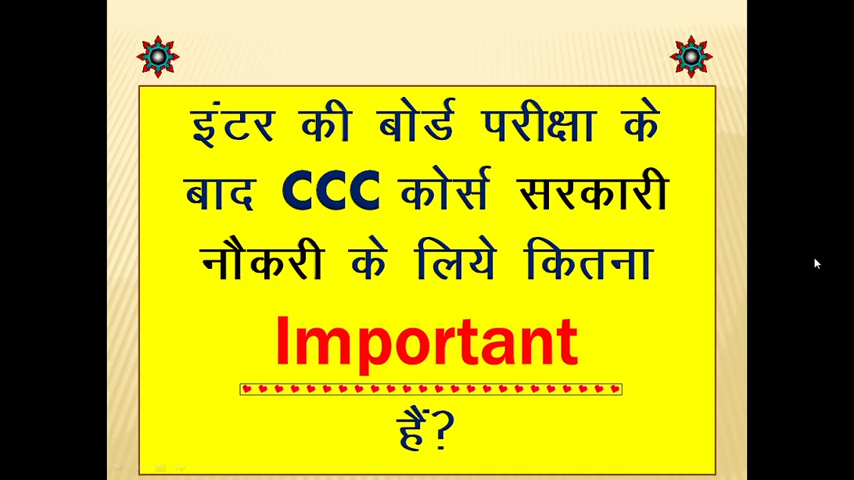 इंटर की बोर्ड परीक्षा के
बाद CCC कोर्स सरकारी
नौकरी के लिये कितना
Important
हैं?